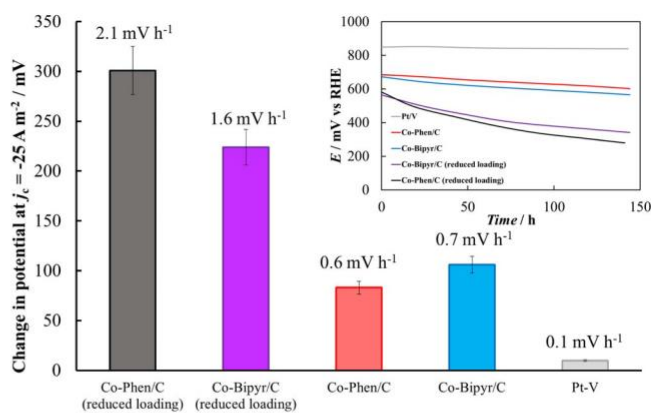 Change in potential at jc = -25 A m-2 / mV
350
300
250
200
150
100
50
0
2.1 mV h-1
1.6 mV h-1
0.6 mV h-1
0.7 mV h-1
0.1 mV h-1
Co-Phen/C
(reduced loading)
Co-Bipyr/C
(reduced loading)
Co-Phen/C
Co-Bipyr/C
Pt-V
E / mV vs RHE
1000
800
600
400
200
0
Pt/V
Co-Phen/C
Co-Bipyr/C
Co-Bipyr/C (reduced loading)
Co-Phen/C (reduced loading)
0
50
100
150
Time / h